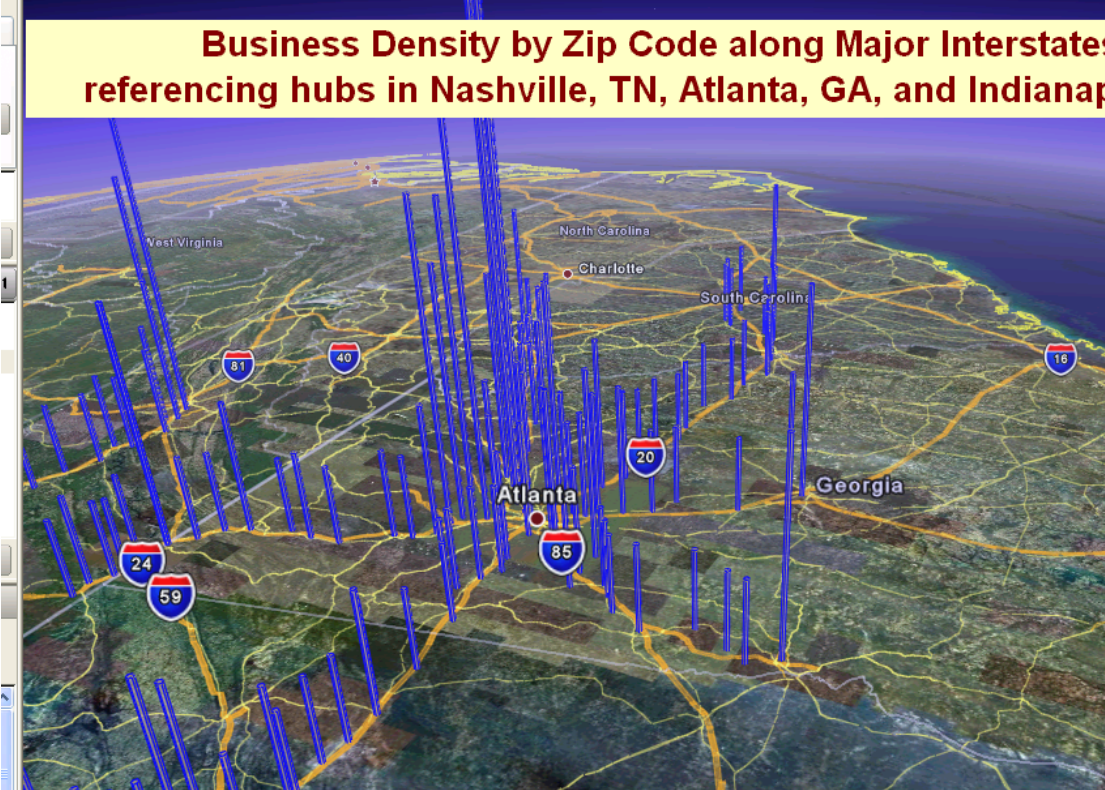 Business Density by Zip Code along Major Interstates
referencing hubs in Nashville, TN, Atlanta, GA, and Indianap
1
West Virginia
North Carolina
Charlotte
South Carolina
81
40
16
20
Atlanta
Georgia
85
24
59